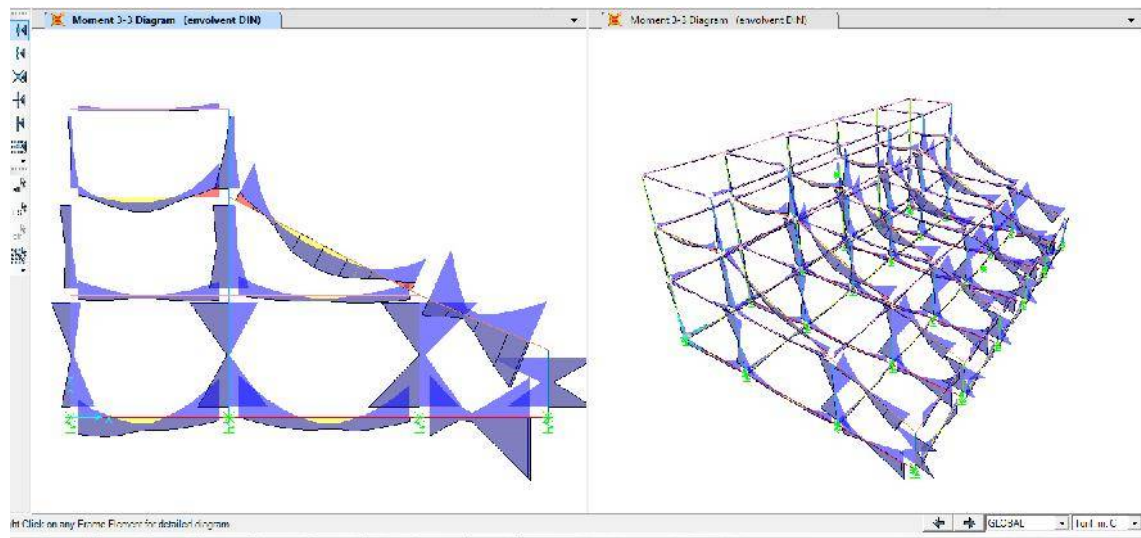 Moment 3-3 Diagram (envolvent DIN)
Moment 3-3 Diagram (envolvent DIN)
ht Click on any Frame Element for detailed diagram
GLOBAL